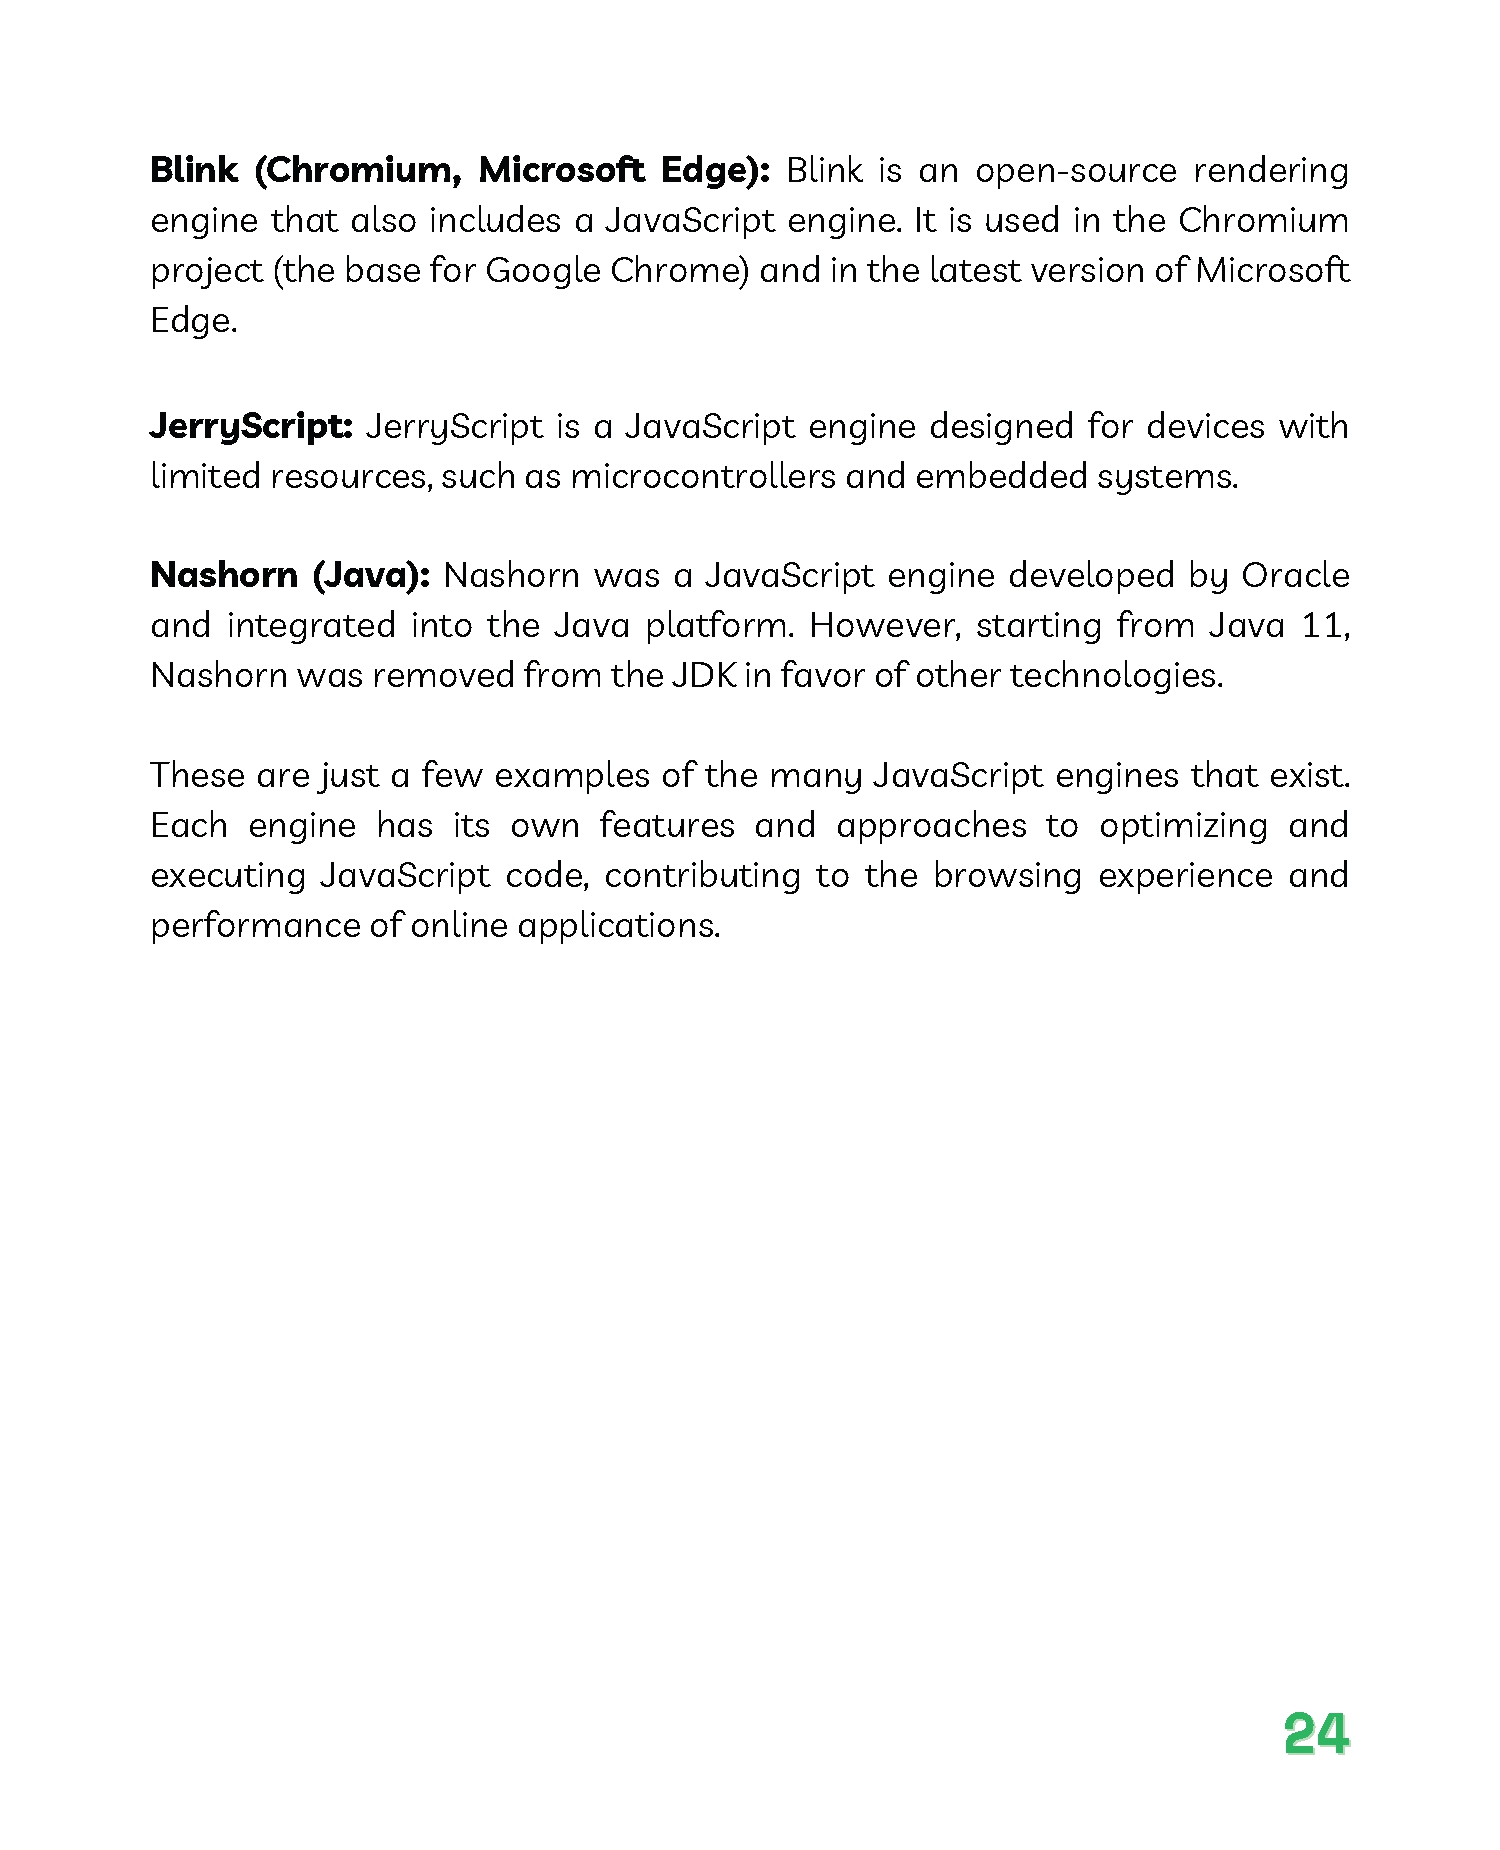 Blink (Chromium, Microsoft Edge): Blink is an open-source rendering
engine that also includes a JavaScript engine. It is used in the Chromium
project (the base for Google Chrome) and in the latest version of Microsoft
Edge.
JerryScript: JerryScript is a JavaScript engine designed for devices with
limited resources, such as microcontrollers and embedded systems.
Nashorn (Java): Nashorn was a JavaScript engine developed by Oracle
and integrated into the Java platform. However, starting from Java 11,
Nashorn was removed from the JDK in favor of other technologies.
These are just a few examples of the many JavaScript engines that exist.
Each engine has its own features and approaches to optimizing and
executing JavaScript code, contributing to the browsing experience and
performance of online applications.
24